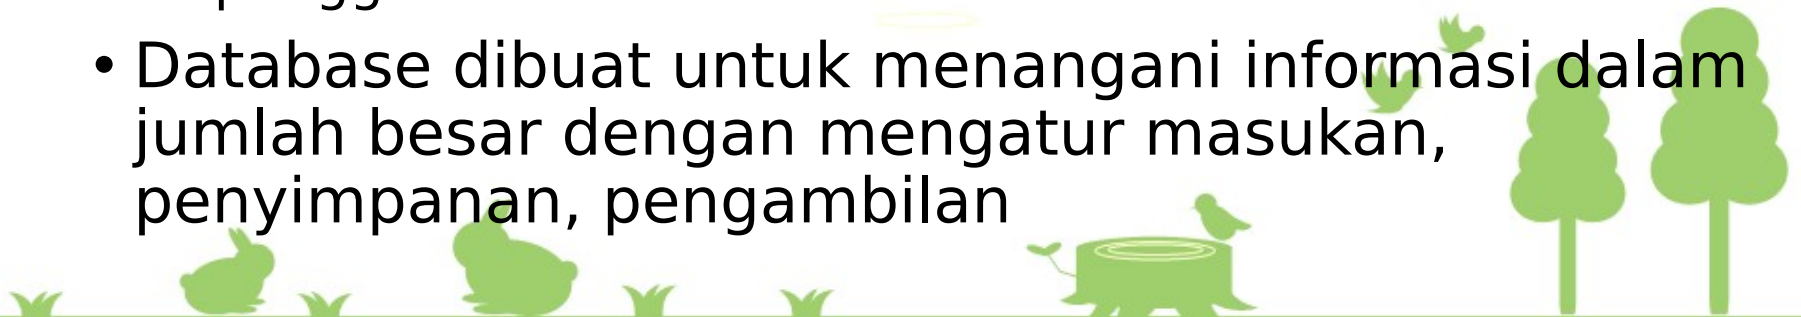 • Database dibuat untuk menangani informasi dalam
jumlah besar dengan mengatur masukan,
penyimpanan, pengambilan